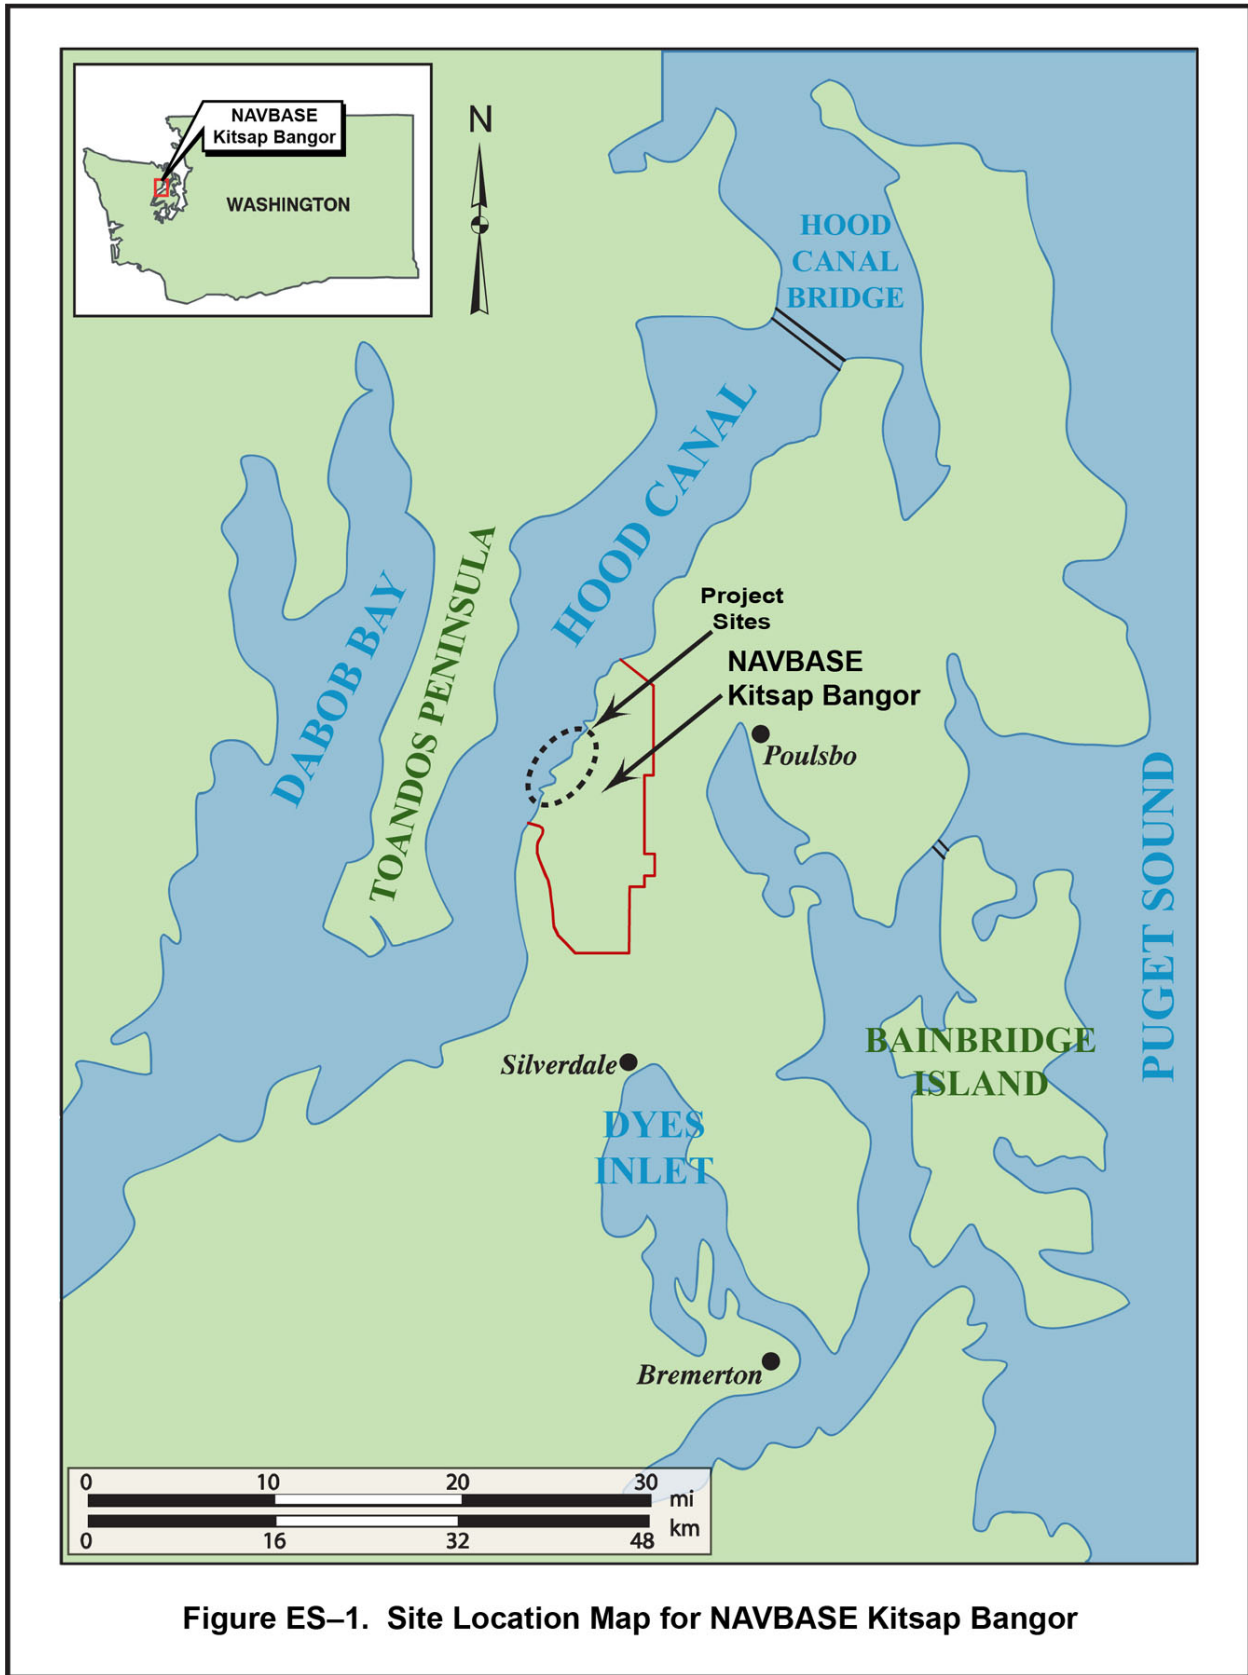 NAVBASE
Kitsap Bangor
WASHINGTON
N
HOOD
CANAL
BRIDGE
HOOD CANAL
DABOB BAY
TOANDOS PENINSULA
Project
Sites
NAVBASE
Kitsap Bangor
Poulsbo
PUGET SOUND
BAINBRIDGE
ISLAND
Silverdale
DYES
INLET
Bremerton
0 10 20 30 mi
0 16 32 48 km
Figure ES–1. Site Location Map for NAVBASE Kitsap Bangor